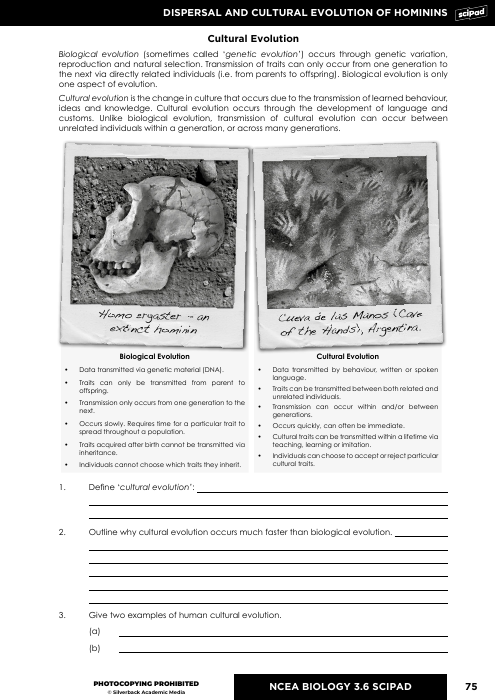 DISPERSAL AND CULTURAL EVOLUTION OF HOMININS
scipad
Cultural Evolution
Biological evolution (sometimes called ‘genetic evolution’) occurs through genetic variation,
reproduction and natural selection. Transmission of traits can only occur from one generation to
the next via directly related individuals (i.e. from parents to offspring). Biological evolution is only
one aspect of evolution.
Cultural evolution is the change in culture that occurs due to the transmission of learned behaviour,
ideas and knowledge. Cultural evolution occurs through the development of language and
customs. Unlike biological evolution, transmission of cultural evolution can occur between
unrelated individuals within a generation, or across many generations.
Homo ergaster - an
extinct hominin
Cueva de las Manos (Cave
of the Hands), Argentina.
Biological Evolution
• Data transmitted via genetic material (DNA).
• Traits can only be transmitted from parent to
offspring.
• Transmission only occurs from one generation to the
next.
• Occurs slowly. Requires time for a particular trait to
spread throughout a population.
• Traits acquired after birth cannot be transmitted via
inheritance.
• Individuals cannot choose which traits they inherit.
Cultural Evolution
• Data transmitted by behaviour, written or spoken
language.
• Traits can be transmitted between both related and
unrelated individuals.
• Transmission can occur within and/or between
generations.
• Occurs quickly, can often be immediate.
• Cultural traits can be transmitted within a lifetime via
teaching, learning or imitation.
• Individuals can choose to accept or reject particular
cultural traits.
1. Define ‘cultural evolution’:
2. Outline why cultural evolution occurs much faster than biological evolution.
3. Give two examples of human cultural evolution.
(a)
(b)
PHOTOCOPYING PROHIBITED
© Silverback Academic Media
NCEA BIOLOGY 3.6 SCIPAD
75